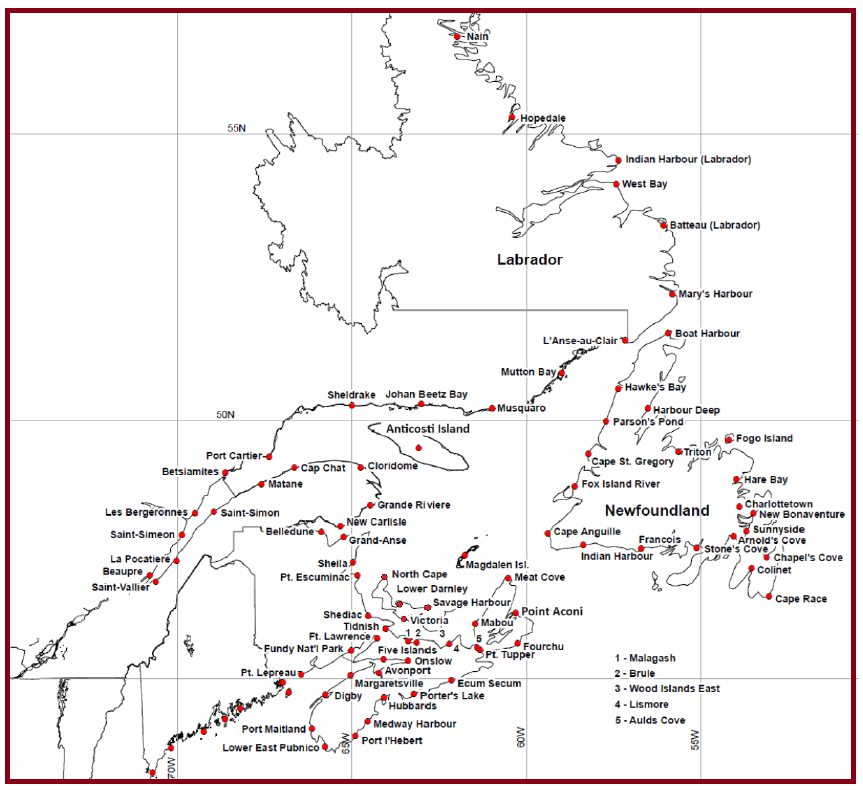 Nain
Hopedale
55N
Indian Harbour (Labrador)
West Bay
Batteau (Labrador)
Labrador
Mary's Harbour
Boat Harbour
L'Anse-au-Clair
Mutton Bay
Hawke's Bay
Sheldrake
Johan Beetz Bay
Musquaro
Harbour Deep
50N
Parson's Pond
Anticosti Island
Fogo Island
Triton
Port Cartier
Cape St. Gregory
Betsiamites
Cap Chat
Cloridome
Hare Bay
Matane
Fox Island River
Grande Riviere
Charlottetown
Newfoundland
New Bonaventure
Les Bergeronnes
Saint-Simon
New Carlisle
Belledune
Sunnyside
Saint-Simeon
Grand-Anse
Cape Anguille
Francois
Arnold's Cove
Indian Harbour
Stone's Cove
La Pocatiere
Shella
Magdalen Isl.
Chapel's Cove
Beaupre
Pt. Escuminac
North Cape
Meat Cove
Colinet
Saint-Vallier
Lower Darnley
Savage Harbour
Cape Race
Point Aconi
Shediac
Victoria
Mabou
Tidnish
Pt. Lawrence
1 2 3 4 5
Fundy Nat'l Park
Five Islands
Fourchu
Pt. Tupper
Onslow
1 - Malagash
Pt. Lepreau
Avonport
2 - Brule
Margaretsville
Ecum Secum
3 - Wood Islands East
Digby
Porter's Lake
Hubbards
4 - Lismore
5 - Aulds Cove
Port Maitland
Medway Harbour
Port l'Hebert
Lower East Pubnico
70W
65W
60W
55W